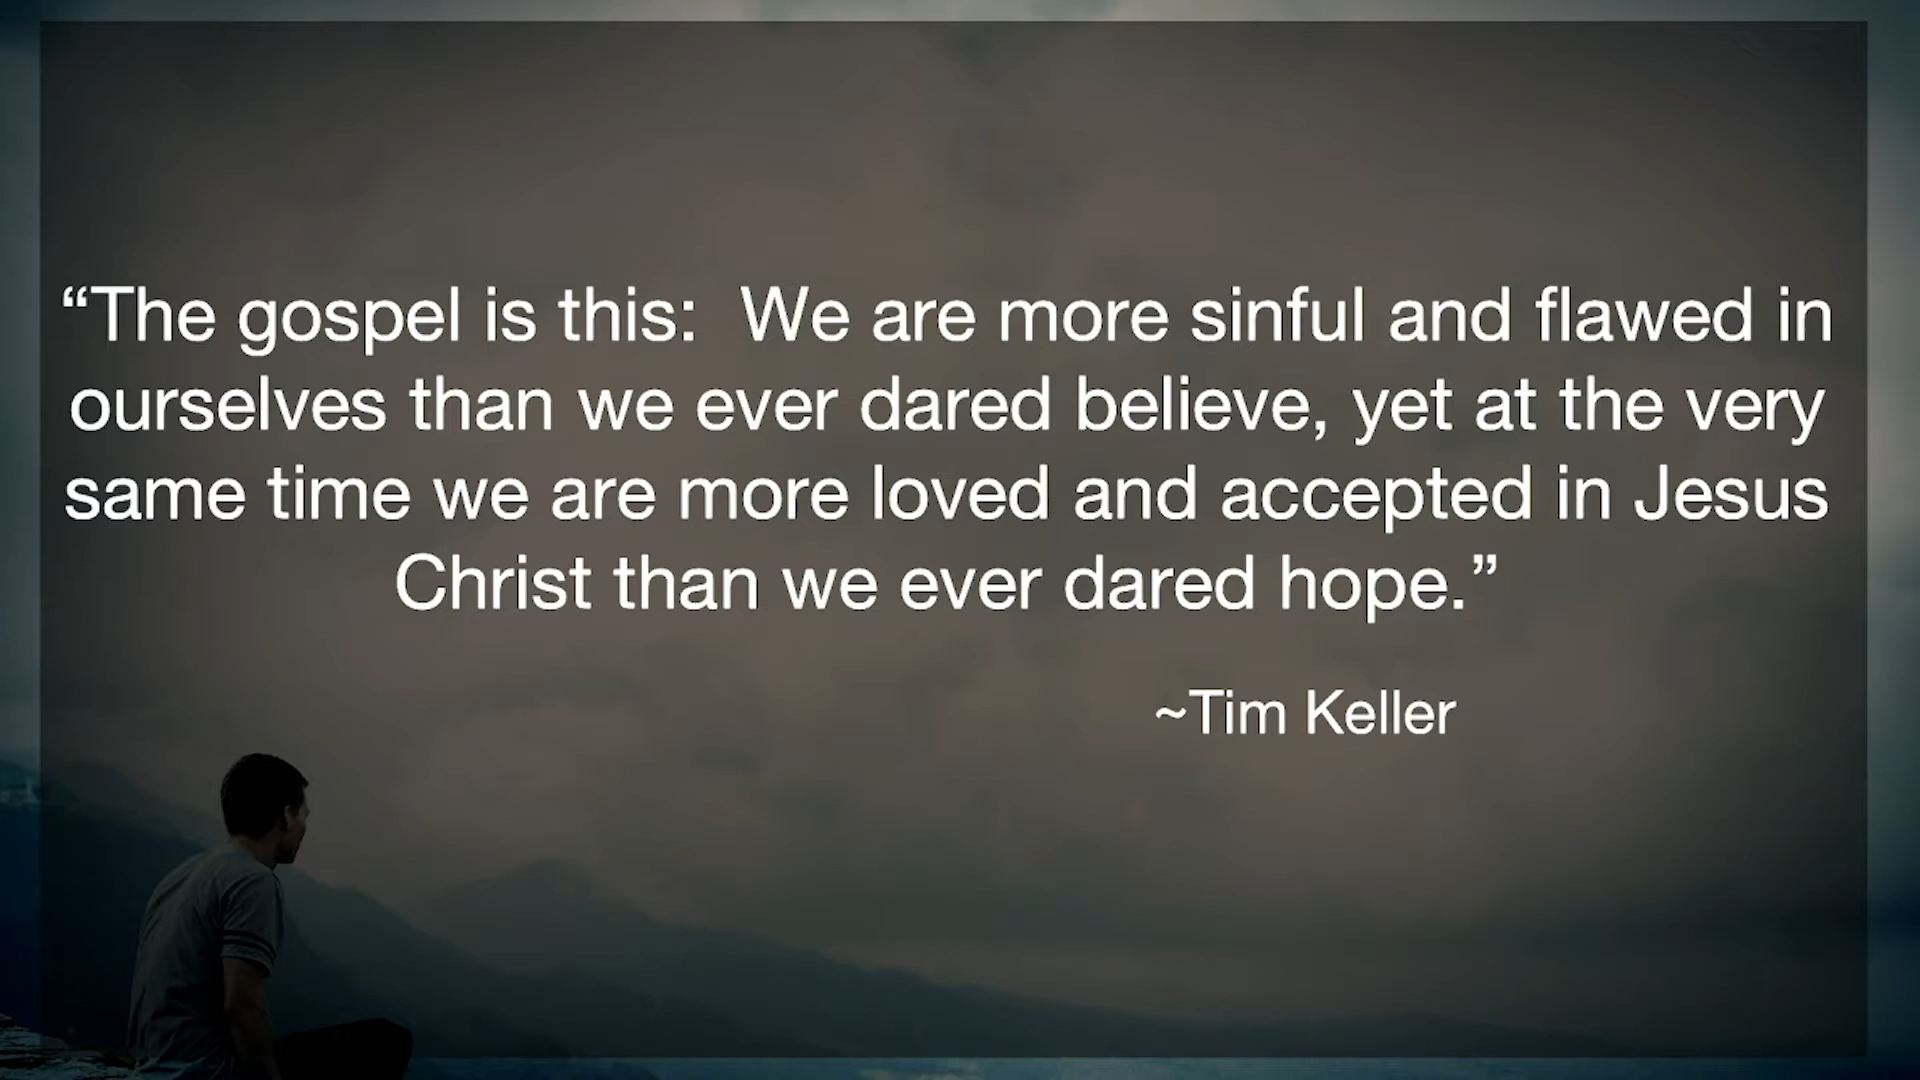 “The gospel is this:  We are more sinful and flawed in
ourselves than we ever dared believe, yet at the very
same time we are more loved and accepted in Jesus
Christ than we ever dared hope.”
~Tim Keller